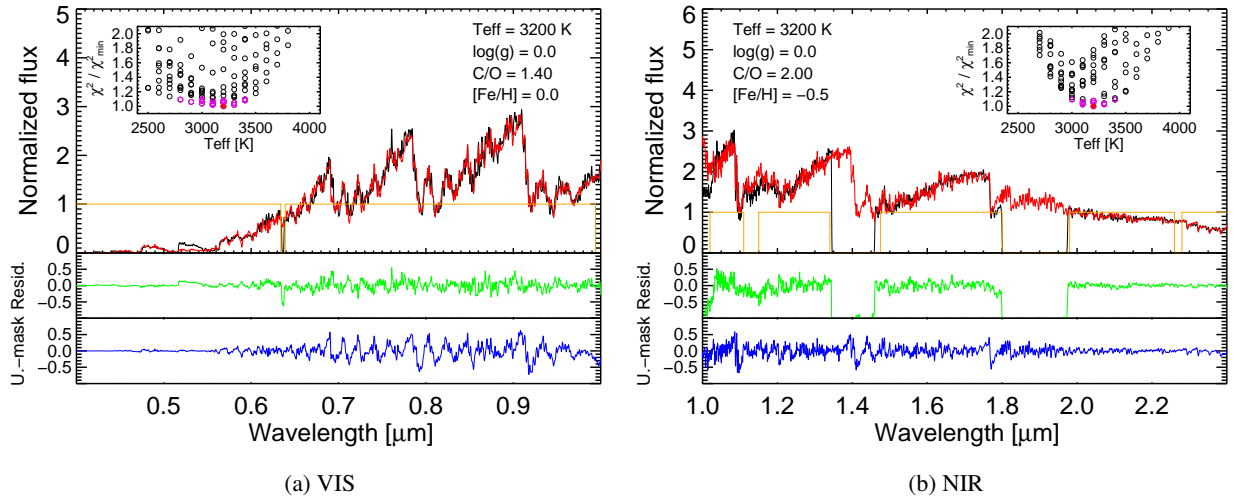 Teff = 3200 K
log(g) = 0.0
C/O = 1.40
[Fe/H] = 0.0
χ² / χ²min
2.0
1.8
1.6
1.4
1.2
1.0
2500 3000 3500 4000
Teff [K]
Normalized flux
5
4
3
2
1
0
Resid.
0.5
0.0
−0.5
U.−mask
0.5
0.0
−0.5
0.5 0.6 0.7 0.8 0.9
Wavelength [μm]
(a) VIS
Teff = 3200 K
log(g) = 0.0
C/O = 2.00
[Fe/H] = −0.5
χ² / χ²min
2.0
1.8
1.6
1.4
1.2
1.0
2500 3000 3500 4000
Teff [K]
Normalized flux
6
5
4
3
2
1
0
Resid.
0.5
0.0
−0.5
U.−mask
0.5
0.0
−0.5
1.0 1.2 1.4 1.6 1.8 2.0 2.2
Wavelength [μm]
(b) NIR